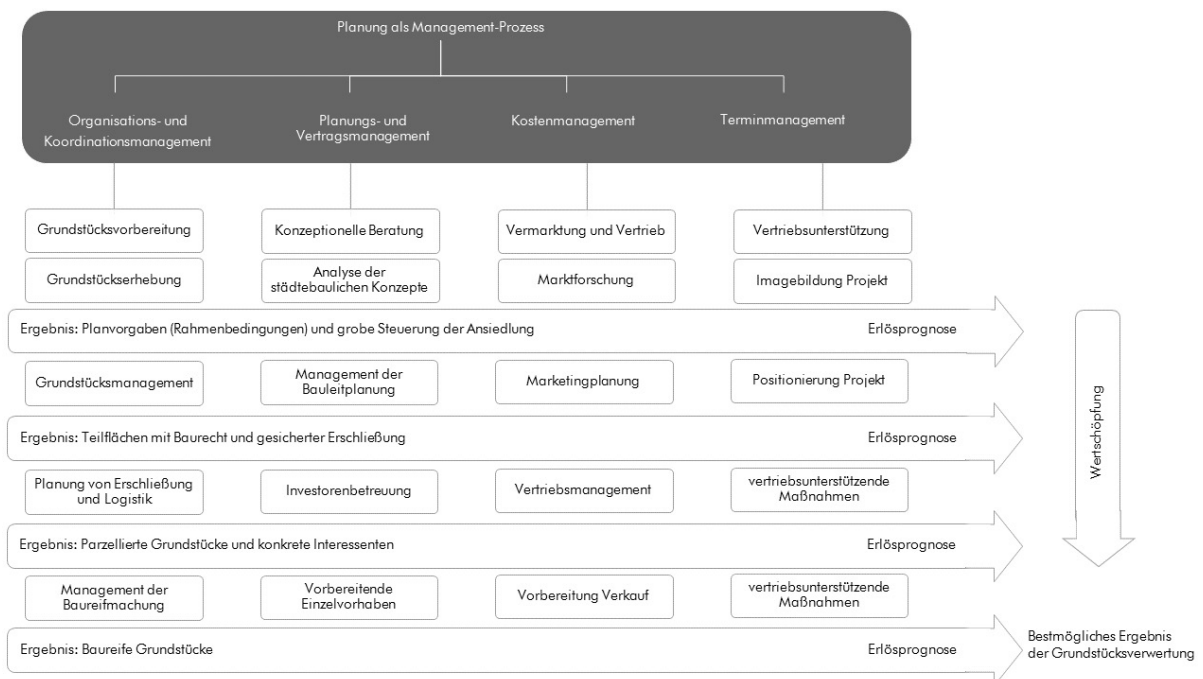 Planung als Management-Prozess
Organisations- und
Koordinationsmanagement
Planungs- und
Vertragsmanagement
Kostenmanagement
Terminmanagement
Grundstücksvorbereitung
Konzeptionelle Beratung
Vermarktung und Vertrieb
Vertriebsunterstützung
Grundstückserhebung
Analyse der
städtebaulichen Konzepte
Marktforschung
Imagebildung Projekt
Ergebnis: Planvorgaben (Rahmenbedingungen) und grobe Steuerung der Ansiedlung
Erlösprognose
Grundstücksmanagement
Management der
Bauleitplanung
Marketingplanung
Positionierung Projekt
Ergebnis: Teilflächen mit Baurecht und gesicherter Erschließung
Erlösprognose
Planung von Erschließung
und Logistik
Investorenbetreuung
Vertriebsmanagement
vertriebsunterstützende
Maßnahmen
Ergebnis: Parzellierte Grundstücke und konkrete Interessenten
Erlösprognose
Management der
Baureifmachung
Vorbereitende
Einzelvorhaben
Vorbereitung Verkauf
vertriebsunterstützende
Maßnahmen
Ergebnis: Baureife Grundstücke
Erlösprognose
Wertschöpfung
Bestmögliches Ergebnis
der Grundstücksverwertung